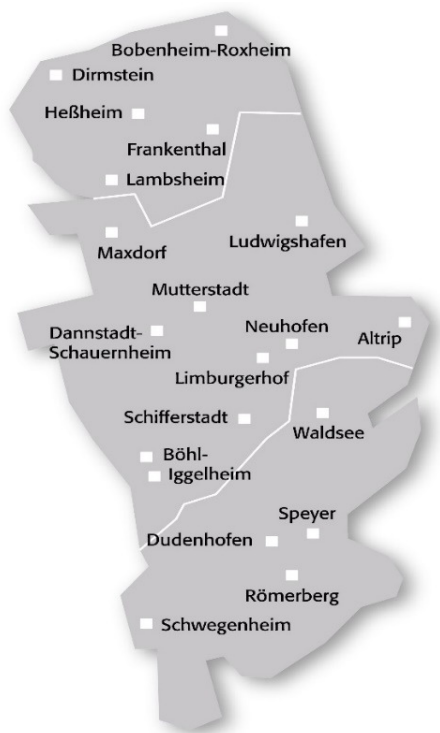 Bobenheim-Roxheim
Dirmstein
Heßheim
Frankenthal
Lambsheim
Ludwigshafen
Maxdorf
Mutterstadt
Neuhofen
Altrip
Dannstadt-
Schauernheim
Limburgerhof
Schifferstadt
Waldsee
Böhl-
Iggelheim
Speyer
Dudenhofen
Römerberg
Schwegenheim